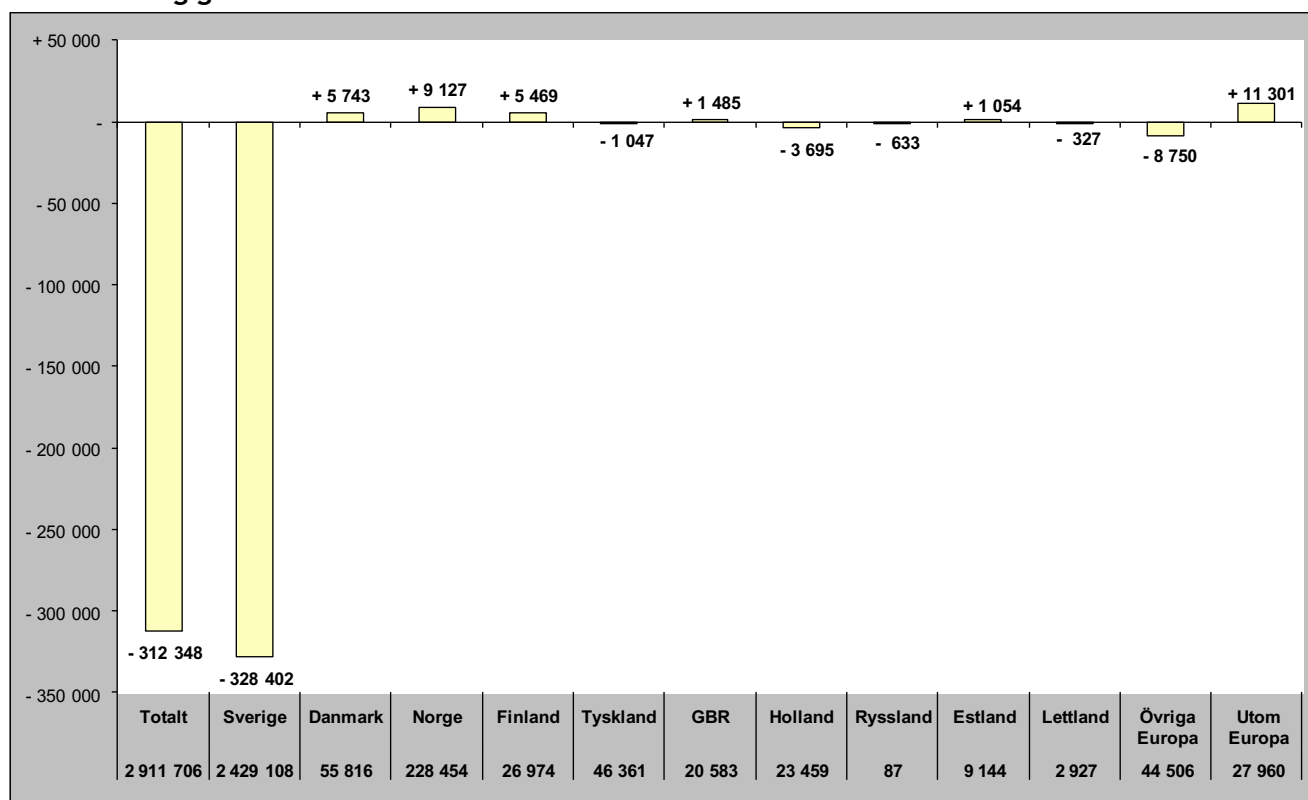 + 50 000
-
- 50 000
- 100 000
- 150 000
- 200 000
- 250 000
- 300 000
- 350 000
- 312 348
- 328 402
+ 5 743
+ 9 127
+ 5 469
- 1 047
+ 1 485
- 3 695
- 633
+ 1 054
- 327
- 8 750
+ 11 301
Totalt Sverige Danmark Norge Finland Tyskland GBR Holland Ryssland Estland Lettland Övriga Utom
Europa Europa
2 911 706 2 429 108 55 816 228 454 26 974 46 361 20 583 23 459 87 9 144 2 927 44 506 27 960